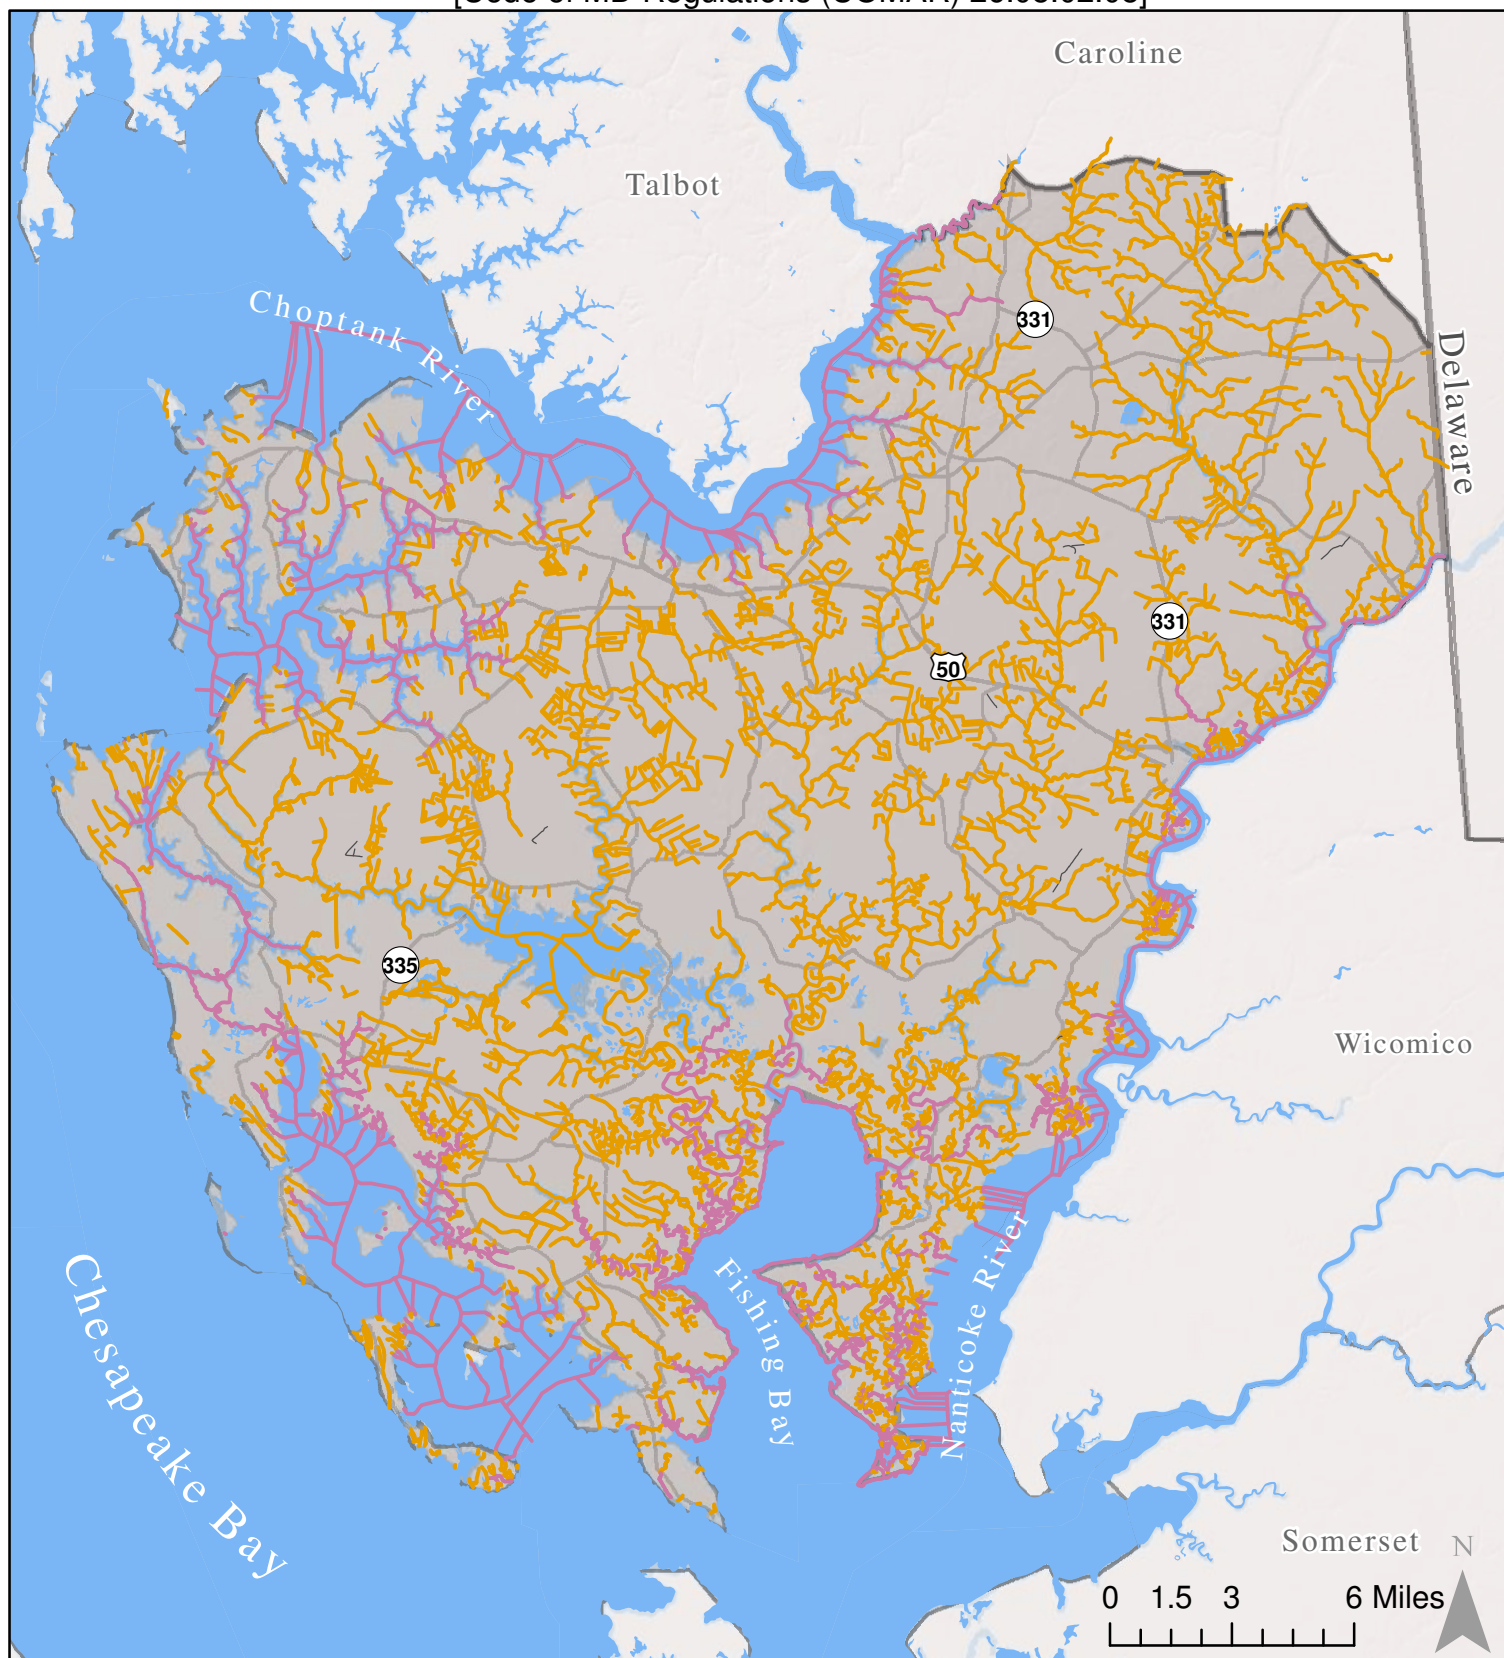 Caroline
Talbot
Choptank River
331
Delaware
331
50
335
Wicomico
Chesapeake Bay
Fishing Bay
Nanticoke River
Somerset
N
0 1.5 3 6 Miles